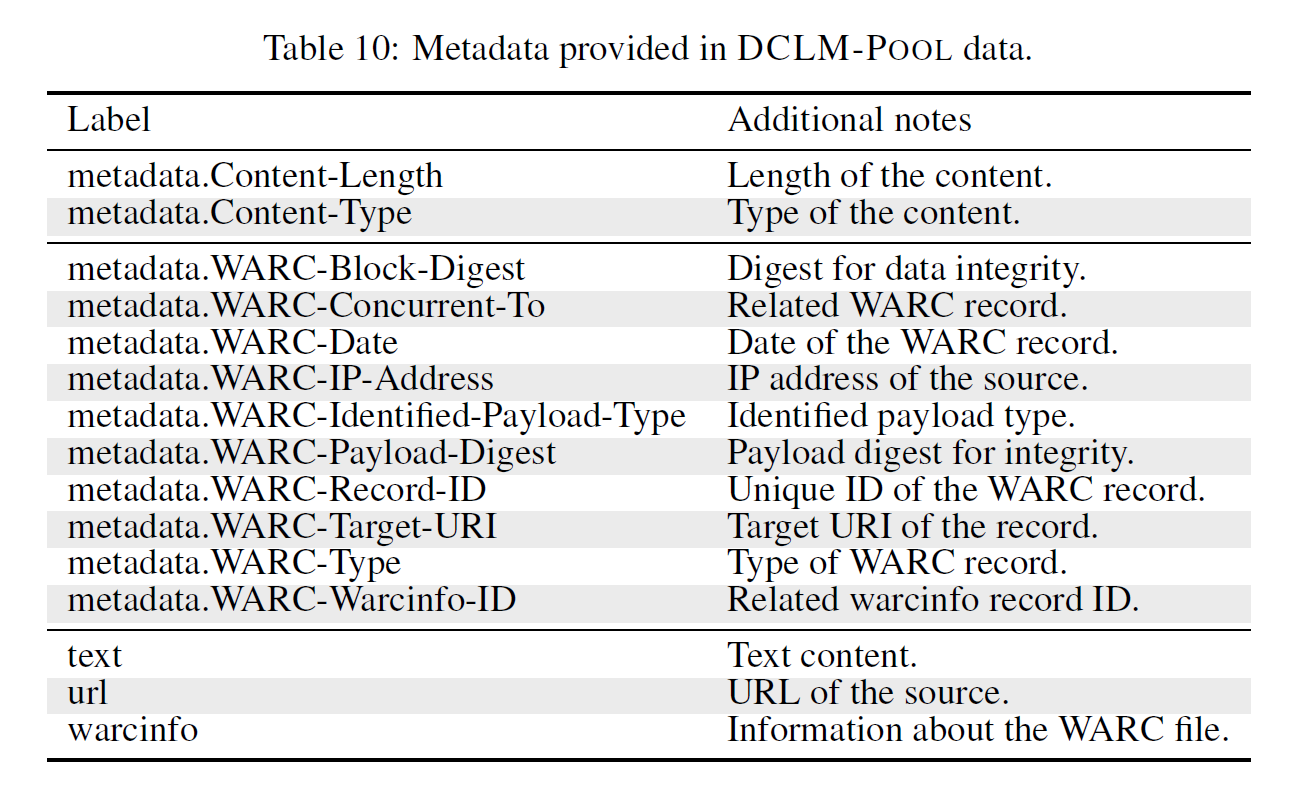 Table 10: Metadata provided in DCLM-POOL data.
Label Additional notes
metadata.Content-Length Length of the content.
metadata.Content-Type Type of the content.
metadata.WARC-Block-Digest Digest for data integrity.
metadata.WARC-Concurrent-To Related WARC record.
metadata.WARC-Date Date of the WARC record.
metadata.WARC-IP-Address IP address of the source.
metadata.WARC-Identified-Payload-Type Identified payload type.
metadata.WARC-Payload-Digest Payload digest for integrity.
metadata.WARC-Record-ID Unique ID of the WARC record.
metadata.WARC-Target-URI Target URI of the record.
metadata.WARC-Type Type of WARC record.
metadata.WARC-Warcinfo-ID Related warcinfo record ID.
text Text content.
url URL of the source.
warcinfo Information about the WARC file.